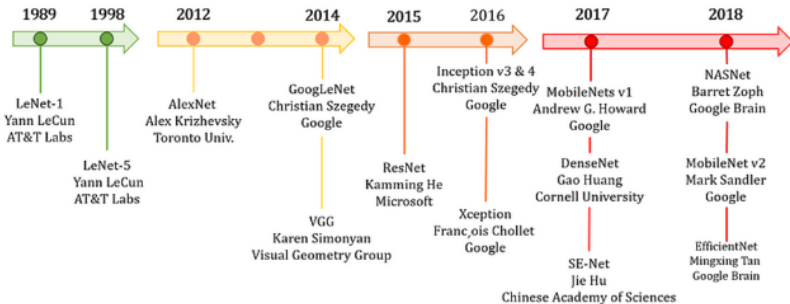 1989
1998
2012
2014
2015
2016
2017
2018
LeNet-1
Yann LeCun
AT&T Labs
LeNet-5
Yann LeCun
AT&T Labs
AlexNet
Alex Krizhevsky
Toronto Univ.
GoogLeNet
Christian Szegedy
Google
VGG
Karen Simonyan
Visual Geometry Group
ResNet
Kamming He
Microsoft
Inception v3 & 4
Christian Szegedy
Google
Xception
Franc,ois Chollet
Google
MobileNets v1
Andrew G. Howard
Google
DenseNet
Gao Huang
Cornell University
SE-Net
Jie Hu
Chinese Academy of Sciences
NASNet
Barret Zoph
Google Brain
MobileNet v2
Mark Sandler
Google
EfficientNet
Mingxing Tan
Google Brain